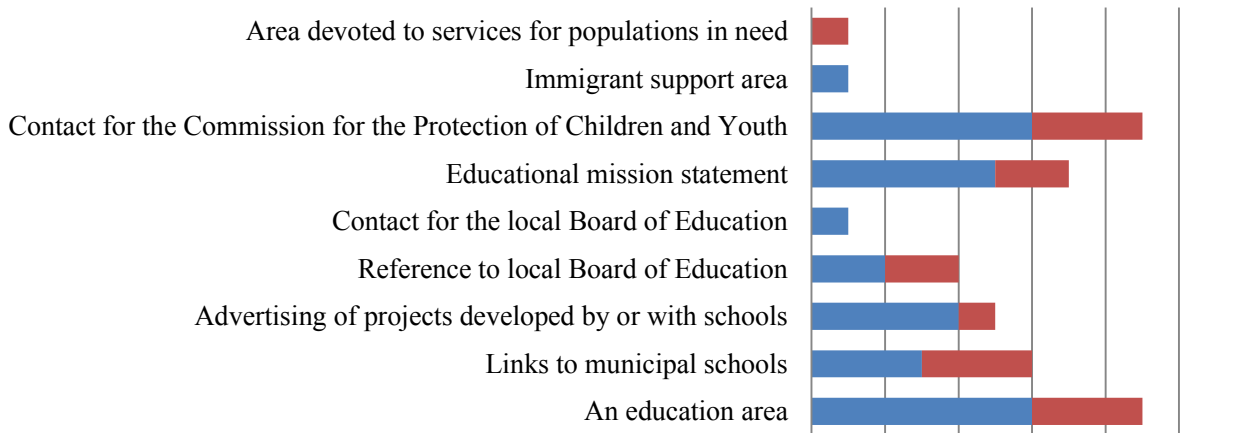 Area devoted to services for populations in need
Immigrant support area
Contact for the Commission for the Protection of Children and Youth
Educational mission statement
Contact for the local Board of Education
Reference to local Board of Education
Advertising of projects developed by or with schools
Links to municipal schools
An education area